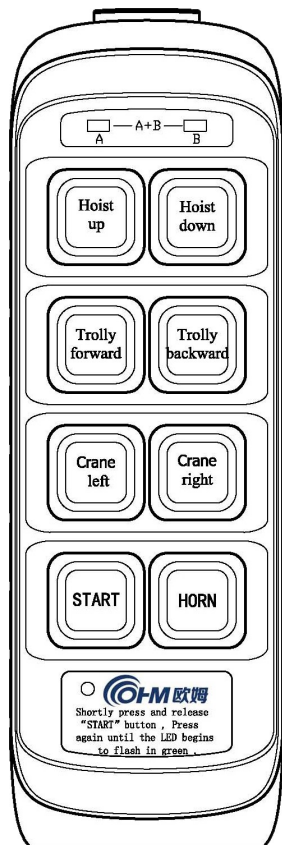 A+B
A B
Hoist up
Hoist down
Trolly forward
Trolly backward
Crane left
Crane right
START
HORN
OHM欧姆
Shortly press and release
“START” button , Press
again until the LED begins
to flash in green .